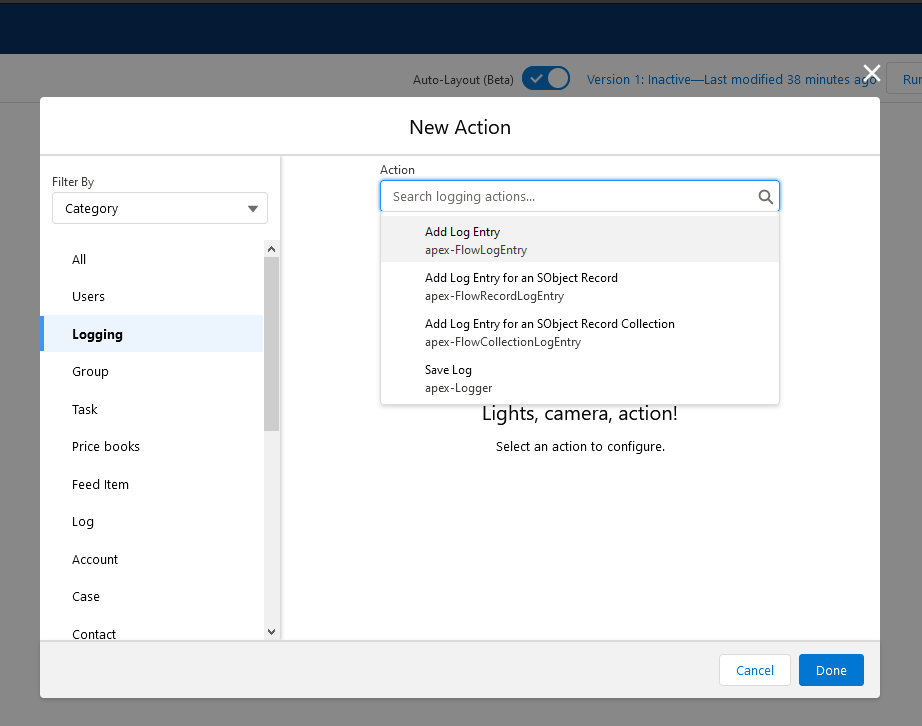 Auto-Layout (Beta)
Version 1: Inactive—Last modified 38 minutes ago
Run
New Action
Filter By
Category
All
Users
Logging
Group
Task
Price books
Feed Item
Log
Account
Case
Contact
Action
Search logging actions...
Add Log Entry
apex-FlowLogEntry
Add Log Entry for an SObject Record
apex-FlowRecordLogEntry
Add Log Entry for an SObject Record Collection
apex-FlowCollectionLogEntry
Save Log
apex-Logger
Lights, camera, action!
Select an action to configure.
Cancel
Done